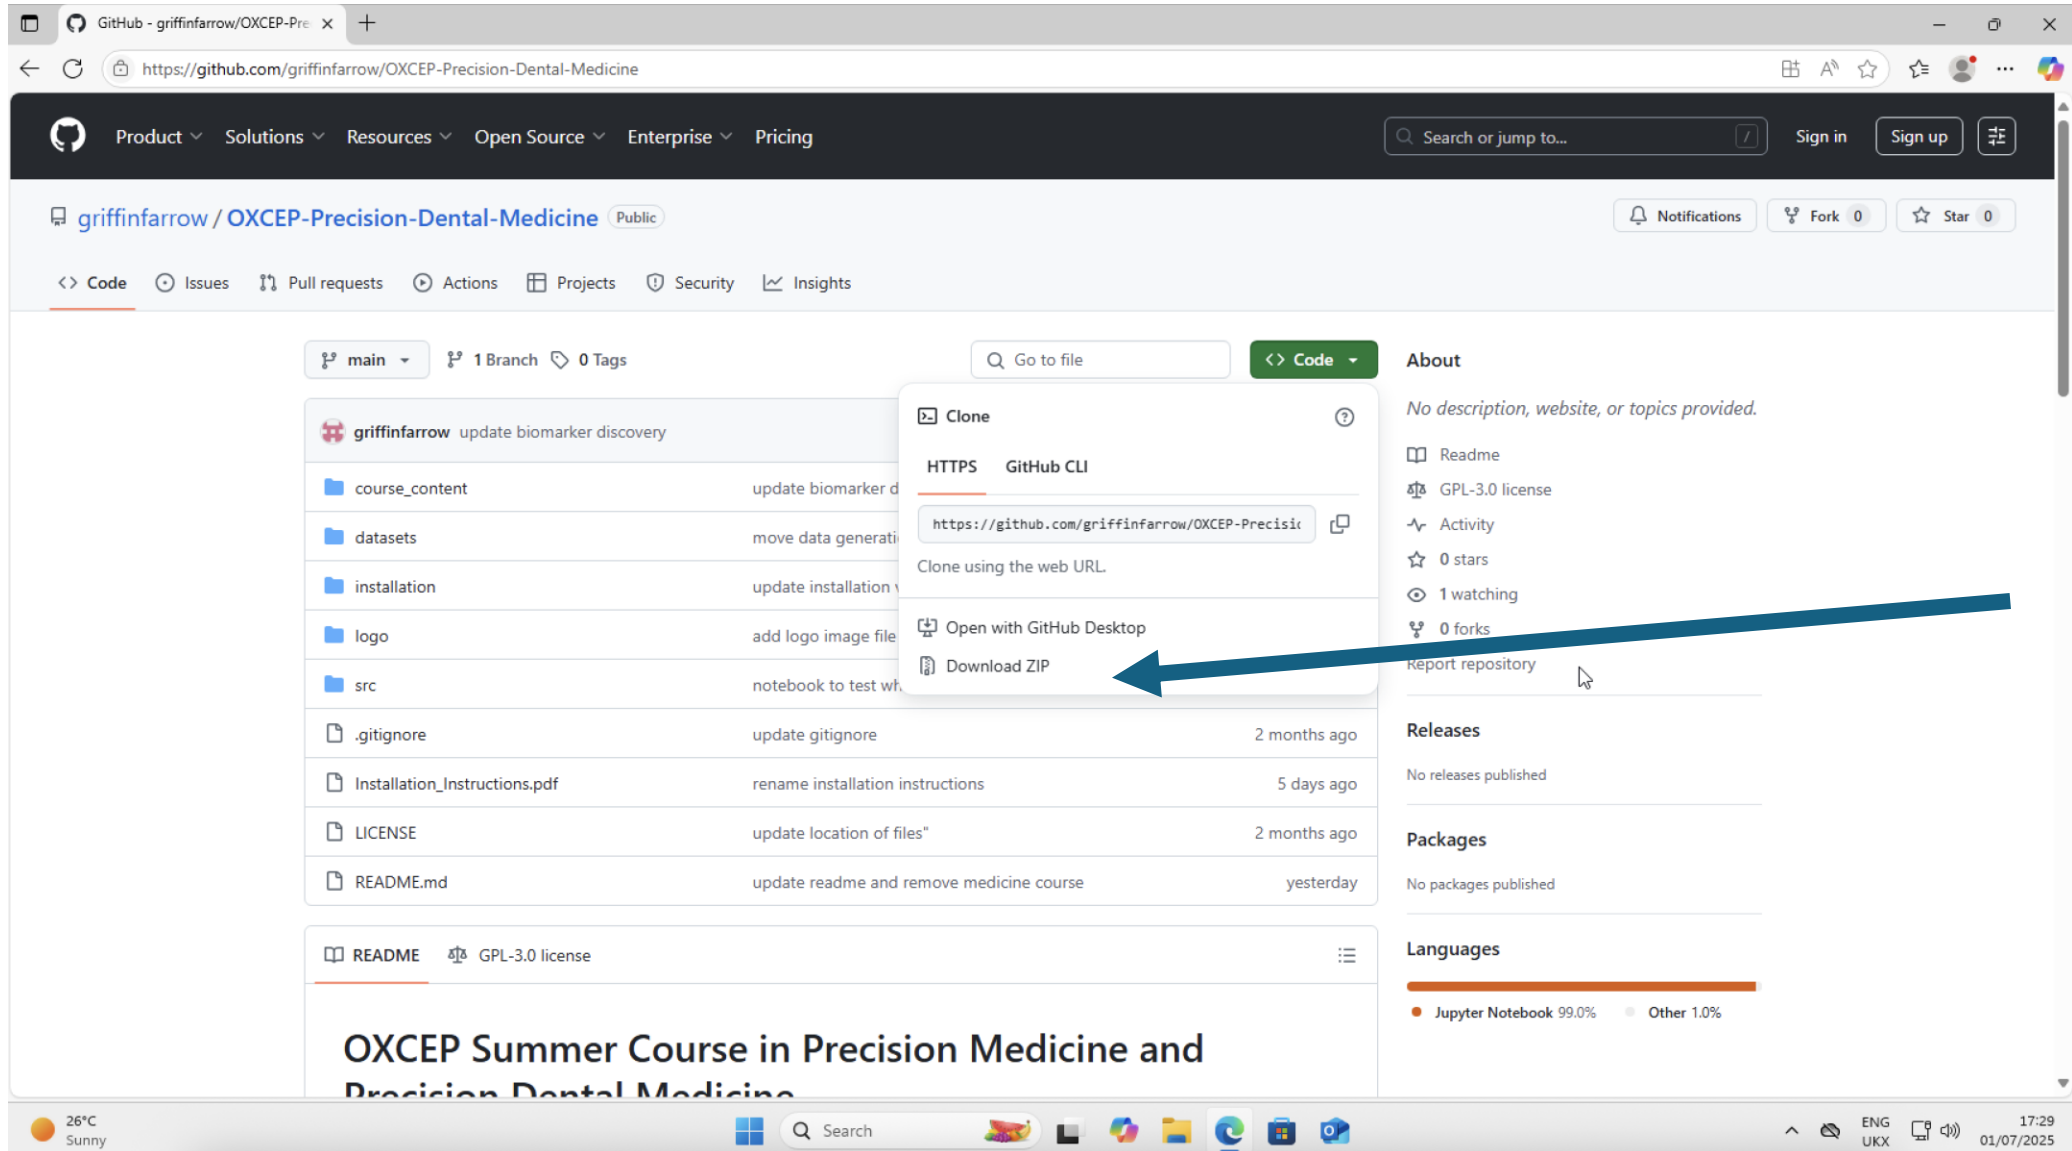 GitHub - griffinfarrow/OXCEP-Pre
https://github.com/griffinfarrow/OXCEP-Precision-Dental-Medicine
Product Solutions Resources Open Source Enterprise Pricing
Search or jump to... /
Sign in
Sign up
griffinfarrow / OXCEP-Precision-Dental-Medicine Public
Notifications
Fork 0
Star 0
Code
Issues
Pull requests
Actions
Projects
Security
Insights
main
1 Branch
0 Tags
Go to file
Code
Clone
HTTPS
GitHub CLI
https://github.com/griffinfarrow/OXCEP-Precisi
Clone using the web URL.
Open with GitHub Desktop
Download ZIP
griffinfarrow update biomarker discovery
course_content update biomarker d
datasets move data generati
installation update installation
logo add logo image file
src notebook to test wh
.gitignore update gitignore 2 months ago
Installation_Instructions.pdf rename installation instructions 5 days ago
LICENSE update location of files" 2 months ago
README.md update readme and remove medicine course yesterday
README
GPL-3.0 license
OXCEP Summer Course in Precision Medicine and
Precision Dental Medicine
About
No description, website, or topics provided.
Readme
GPL-3.0 license
Activity
0 stars
1 watching
0 forks
Report repository
Releases
No releases published
Packages
No packages published
Languages
Jupyter Notebook 99.0% Other 1.0%
26°C
Sunny
Search
ENG
UKX
17:29
01/07/2025